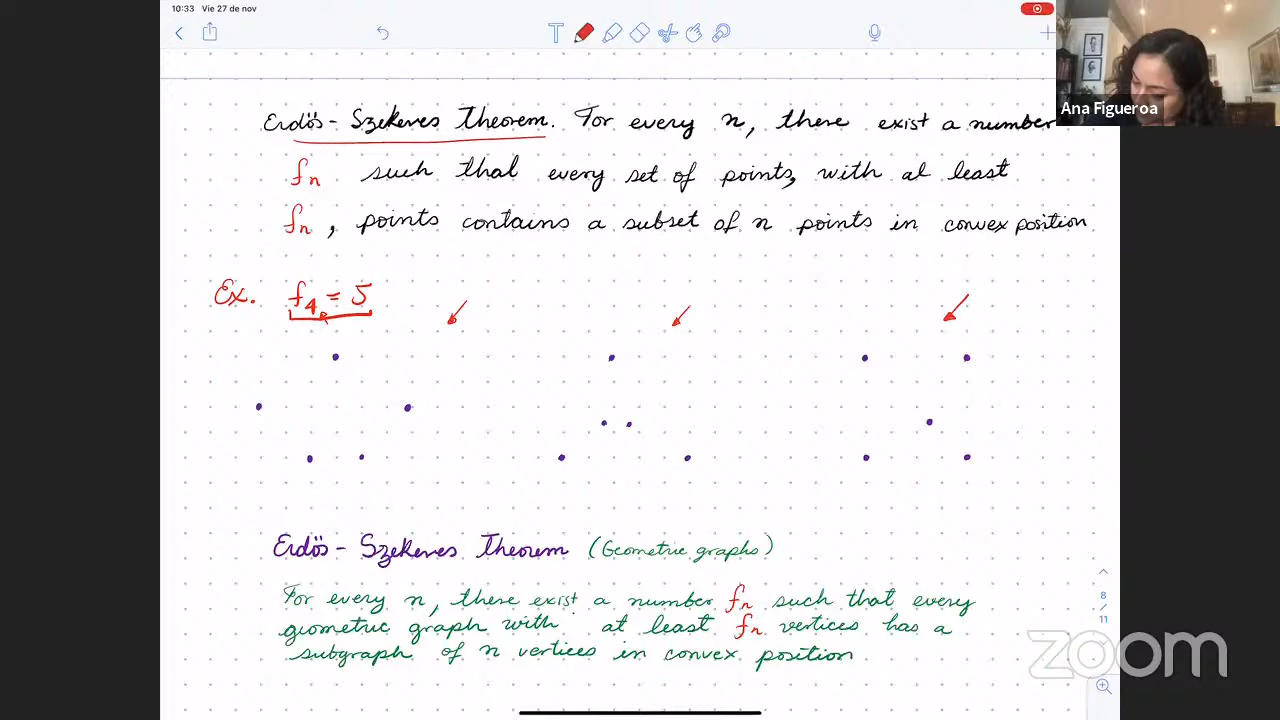 10:33 Vie 27 de nov
Ana Figueroa
Erdös - Szekeres Theorem. For every n, there exist a number
fn such that every set of points, with at least
fn, points contains a subset of n points in convex position
Ex. f4 = 5
Erdös - Szekeres Theorem (Geometric graphs)
For every n, there exist a number fn such that every
geometric graph with at least fn vertices has a
subgraph of n vertices in convex position
8
/
11
zoom